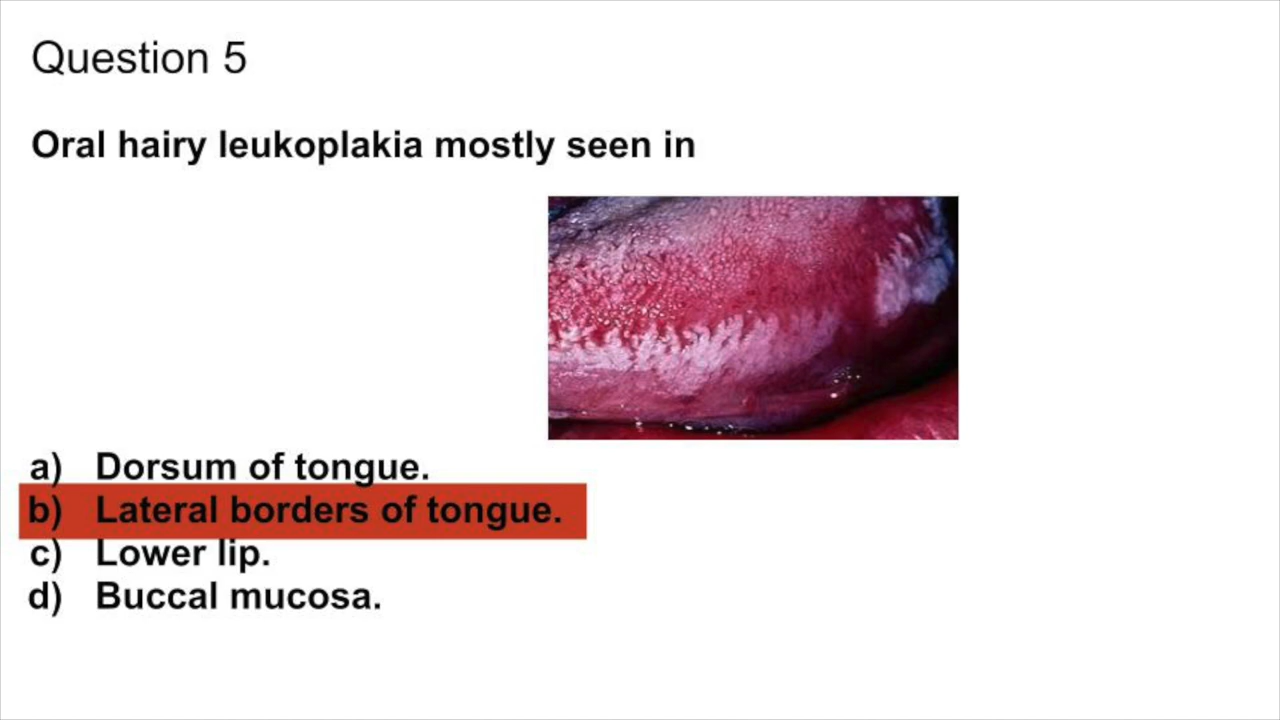 Question 5
Oral hairy leukoplakia mostly seen in
a) Dorsum of tongue.
b) Lateral borders of tongue.
c) Lower lip.
d) Buccal mucosa.